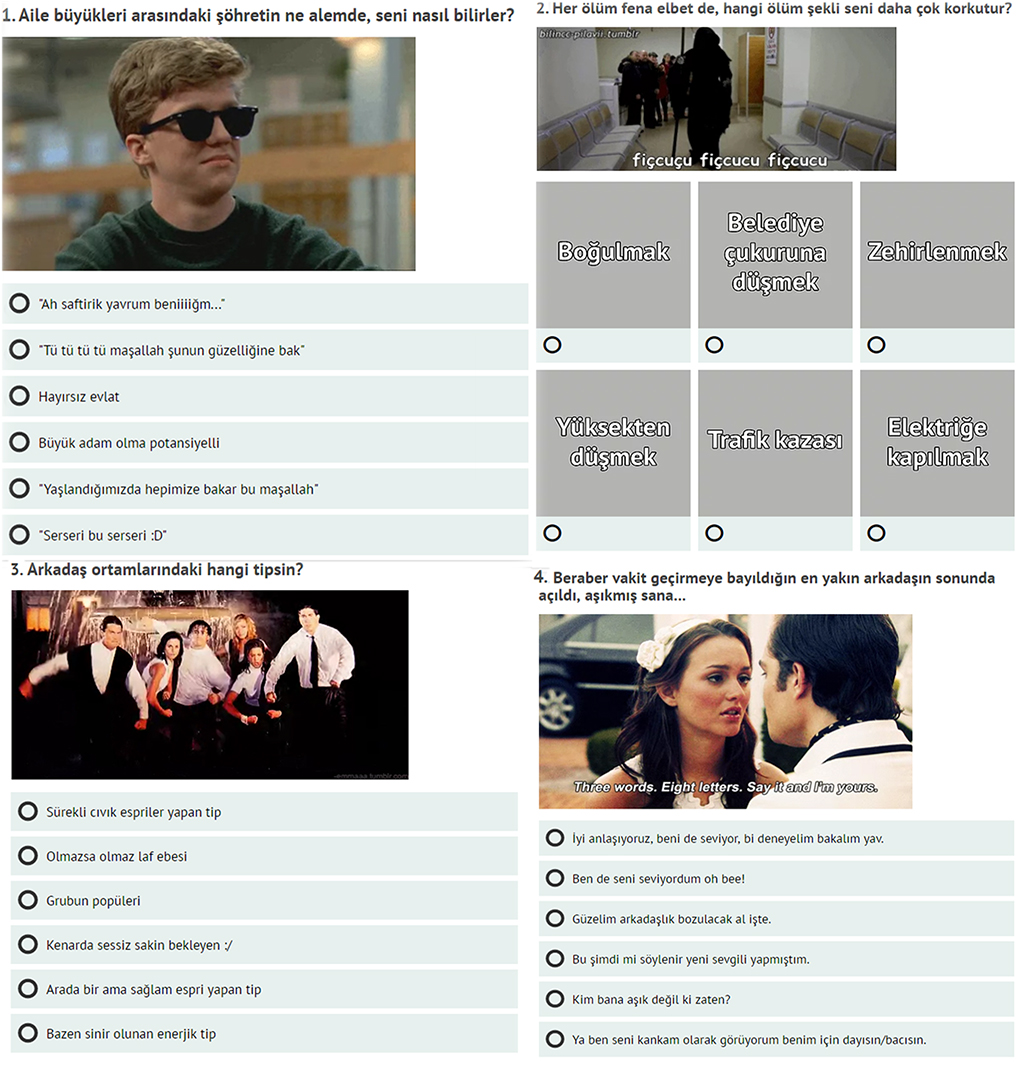 1. Aile büyükleri arasındaki şöhretin ne alemde, seni nasıl bilirler?
"Ah saftirik yavrum beniiiiğm..."
"Tü tü tü tü maşallah şunun güzelliğine bak"
Hayırsız evlat
Büyük adam olma potansiyelli
"Yaşlandığımızda hepimize bakar bu maşallah"
"Serseri bu serseri :D"
2. Her ölüm fena elbet de, hangi ölüm şekli seni daha çok korkutur?
bilince-pilavii.tumblr
fiçcuçu fiçcucu fiçcucu
Boğulmak
Belediye
çukuruna
düşmek
Zehirlenmek
Yüksekten
düşmek
Trafik kazası
Elektriğe
kapılmak
3. Arkadaş ortamlarındaki hangi tipsin?
-emmaaa.tumblr.com
Sürekli cıvık espriler yapan tip
Olmazsa olmaz laf ebesi
Grubun popüleri
Kenarda sessiz sakin bekleyen :/
Arada bir ama sağlam espri yapan tip
Bazen sinir olunan enerjik tip
4. Beraber vakit geçirmeye bayıldığın en yakın arkadaşın sonunda
açıldı, aşıkmış sana...
Three words. Eight letters. Say it and I'm yours.
İyi anlaşıyoruz, beni de seviyor, bi deneyelim bakalım yav.
Ben de seni seviyordum oh bee!
Güzelim arkadaşlık bozulacak al işte.
Bu şimdi mi söylenir yeni sevgili yapmıştım.
Kim bana aşık değil ki zaten?
Ya ben seni kankam olarak görüyorum benim için dayısın/bacısın.